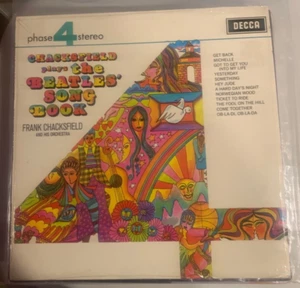 phase 4 stereo
DECCA
CHACKSFIELD
plays the
BEATLES'
SONG
BOOK
FRANK CHACKSFIELD
AND HIS ORCHESTRA
GET BACK
MICHELLE
GOT TO GET YOU
INTO MY LIFE
YESTERDAY
SOMETHING
HEY JUDE
A HARD DAY'S NIGHT
NORWEGIAN WOOD
TICKET TO RIDE
THE FOOL ON THE HILL
COME TOGETHER
OB-LA-DI, OB-LA-DA